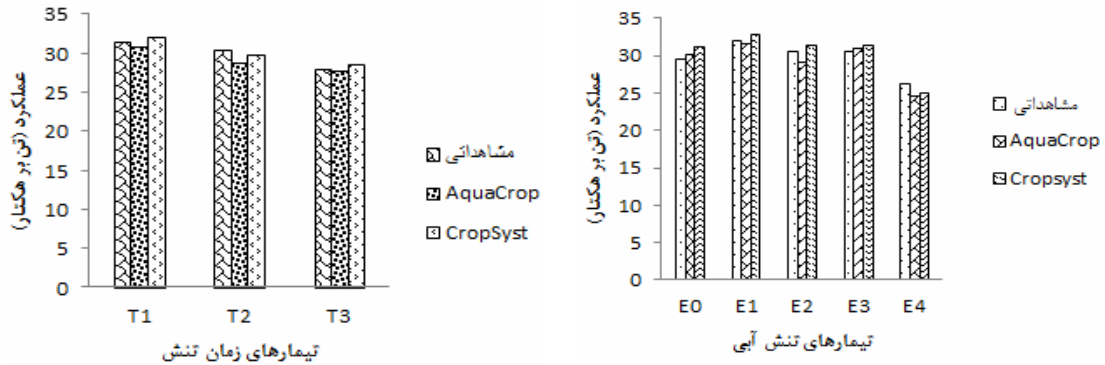 35
30
25
20
15
10
5
0
عملکرد (تن بر هکتار)
T1 T2 T3
تیمارهای زمان تنش
مشاهداتی
AquaCrop
CropSyst
35
30
25
20
15
10
5
0
عملکرد (تن بر هکتار)
E0 E1 E2 E3 E4
تیمارهای تنش آبی
مشاهداتی
AquaCrop
Cropsyst